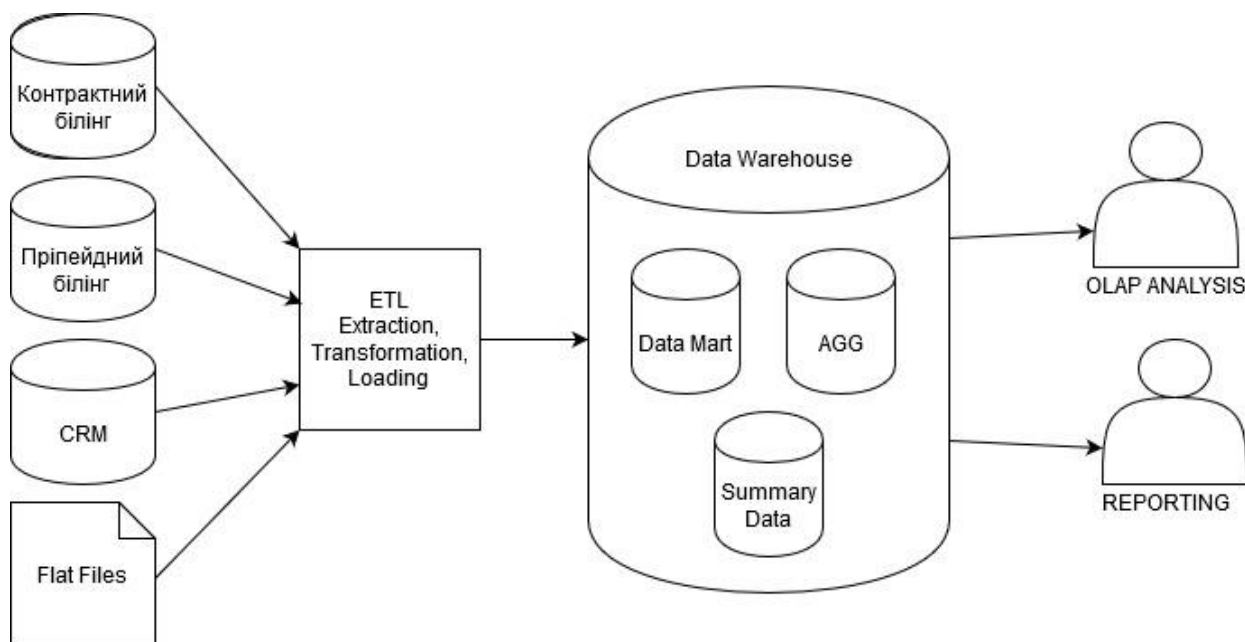 Контрактний
білінг
Пріпейдний
білінг
CRM
Flat Files
ETL
Extraction,
Transformation,
Loading
Data Warehouse
Data Mart
AGG
Summary
Data
OLAP ANALYSIS
REPORTING